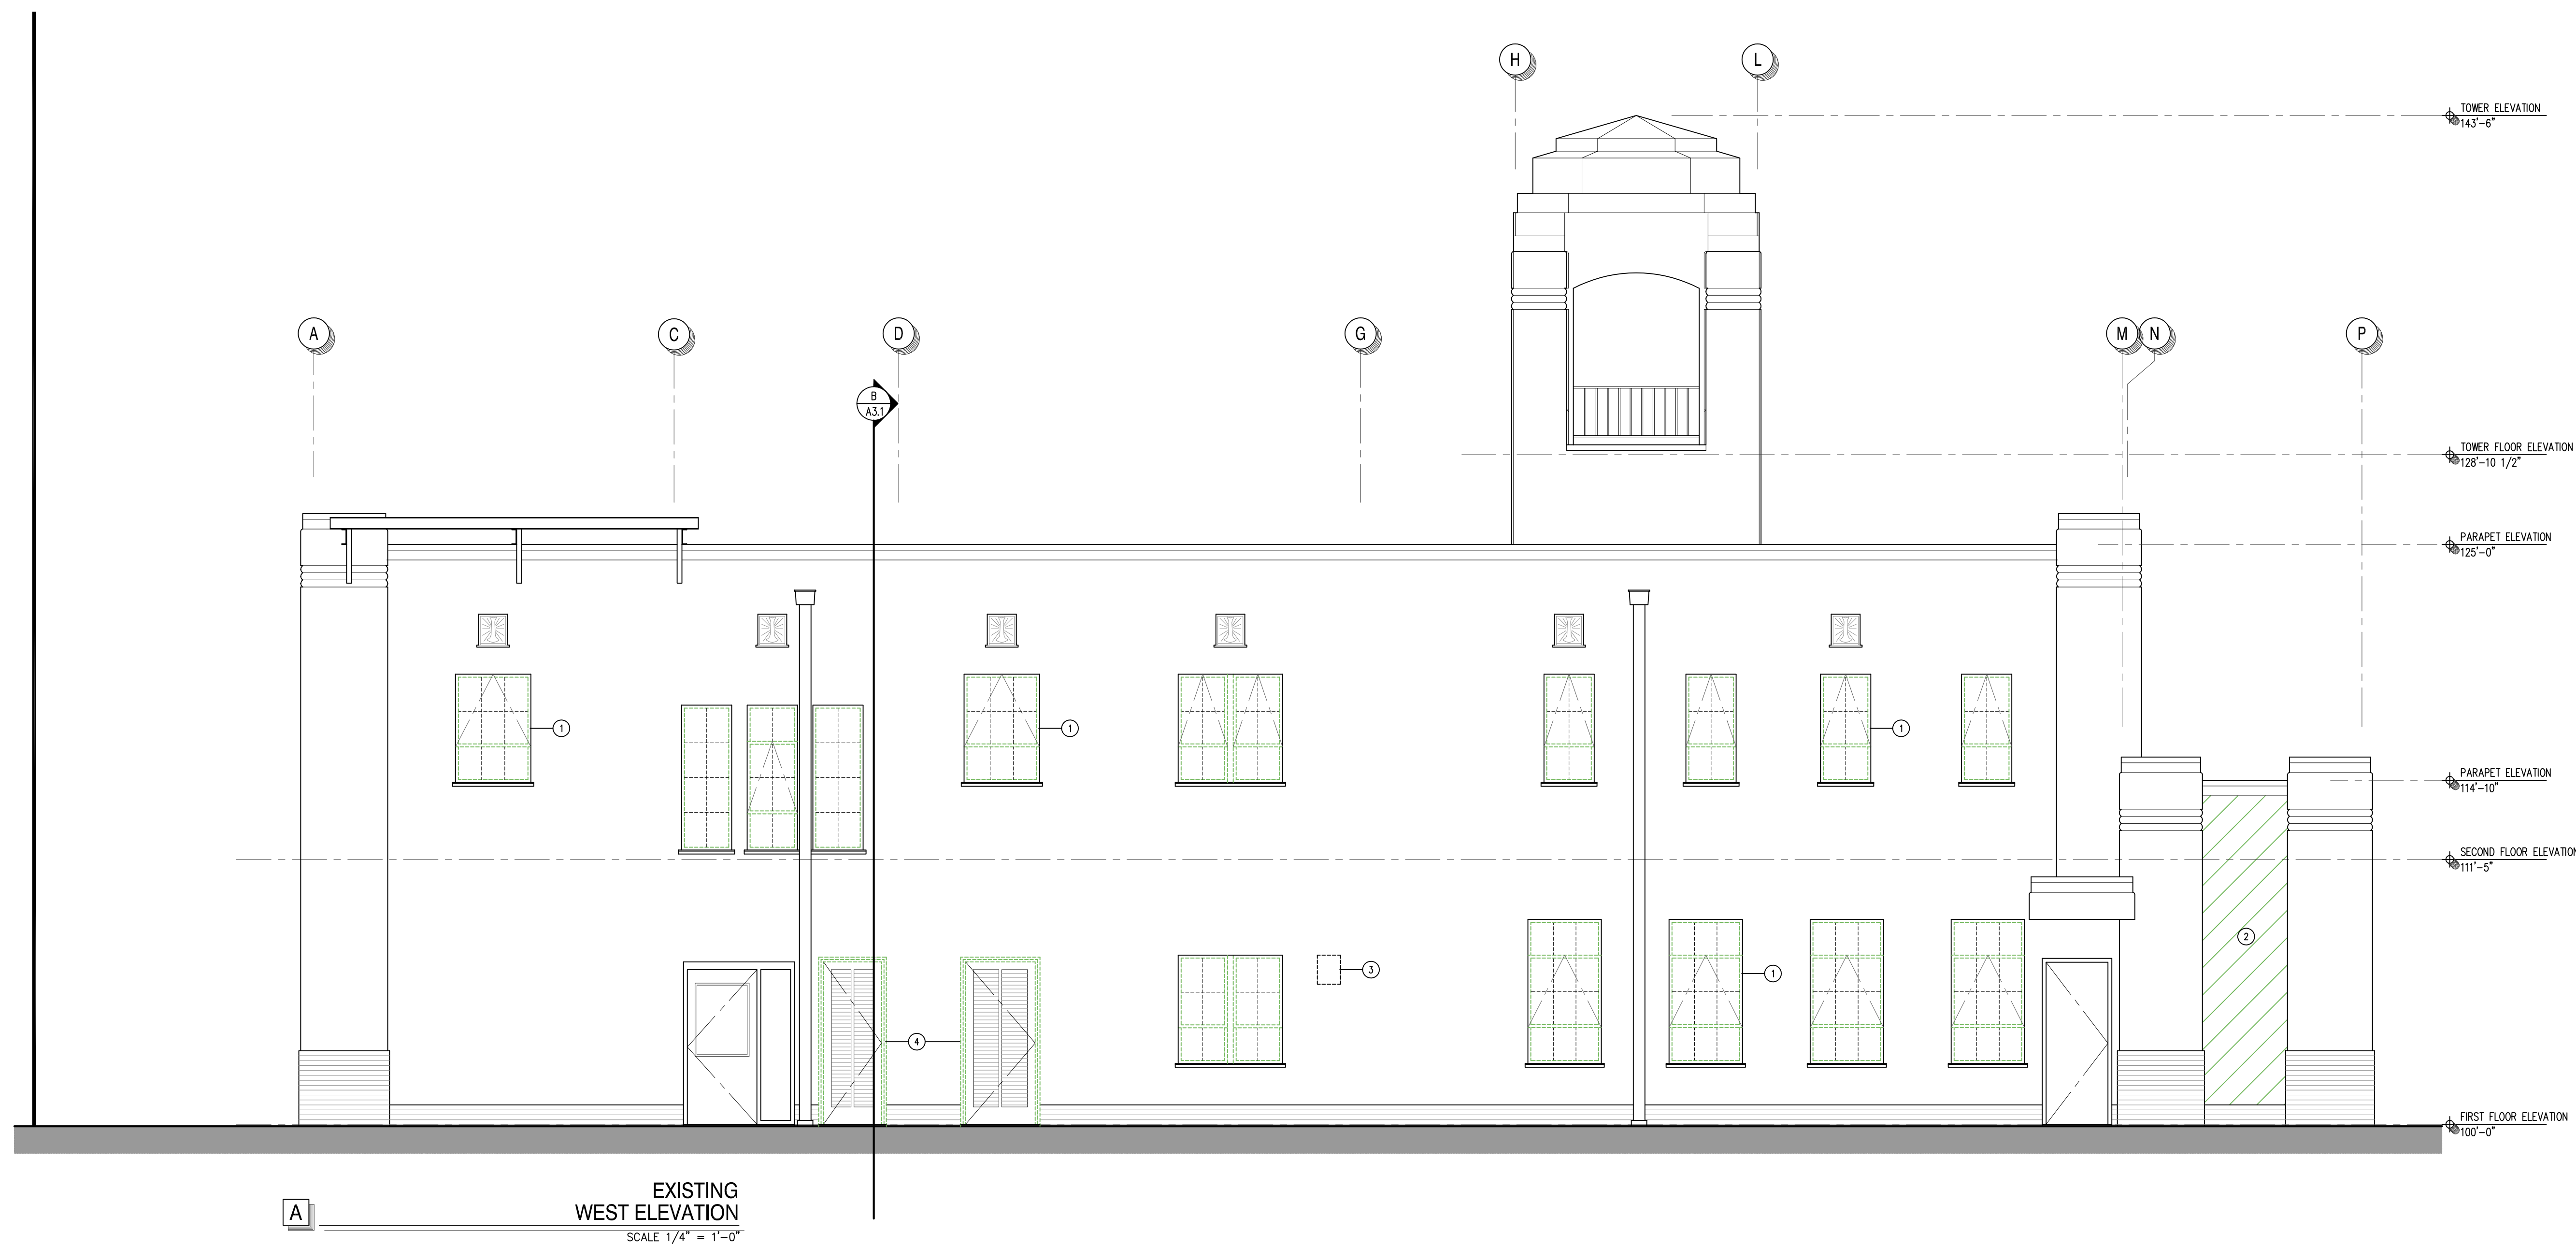 H
L
TOWER ELEVATION
143'-6"
A
C
D
G
M
N
P
B
A3.1
TOWER FLOOR ELEVATION
128'-10 1/2"
PARAPET ELEVATION
125'-0"
1
1
1
PARAPET ELEVATION
114'-10"
SECOND FLOOR ELEVATION
111'-5"
2
3
1
4
FIRST FLOOR ELEVATION
100'-0"
A
EXISTING
WEST ELEVATION
SCALE 1/4" = 1'-0"